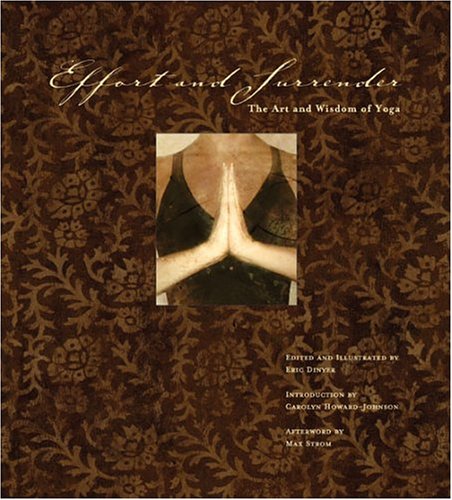 Effort and Surrender
The Art and Wisdom of Yoga
Edited and Illustrated by
Eric Dinyer
Introduction by
Carolyn Howard-Johnson
Afterword by
Max Strom